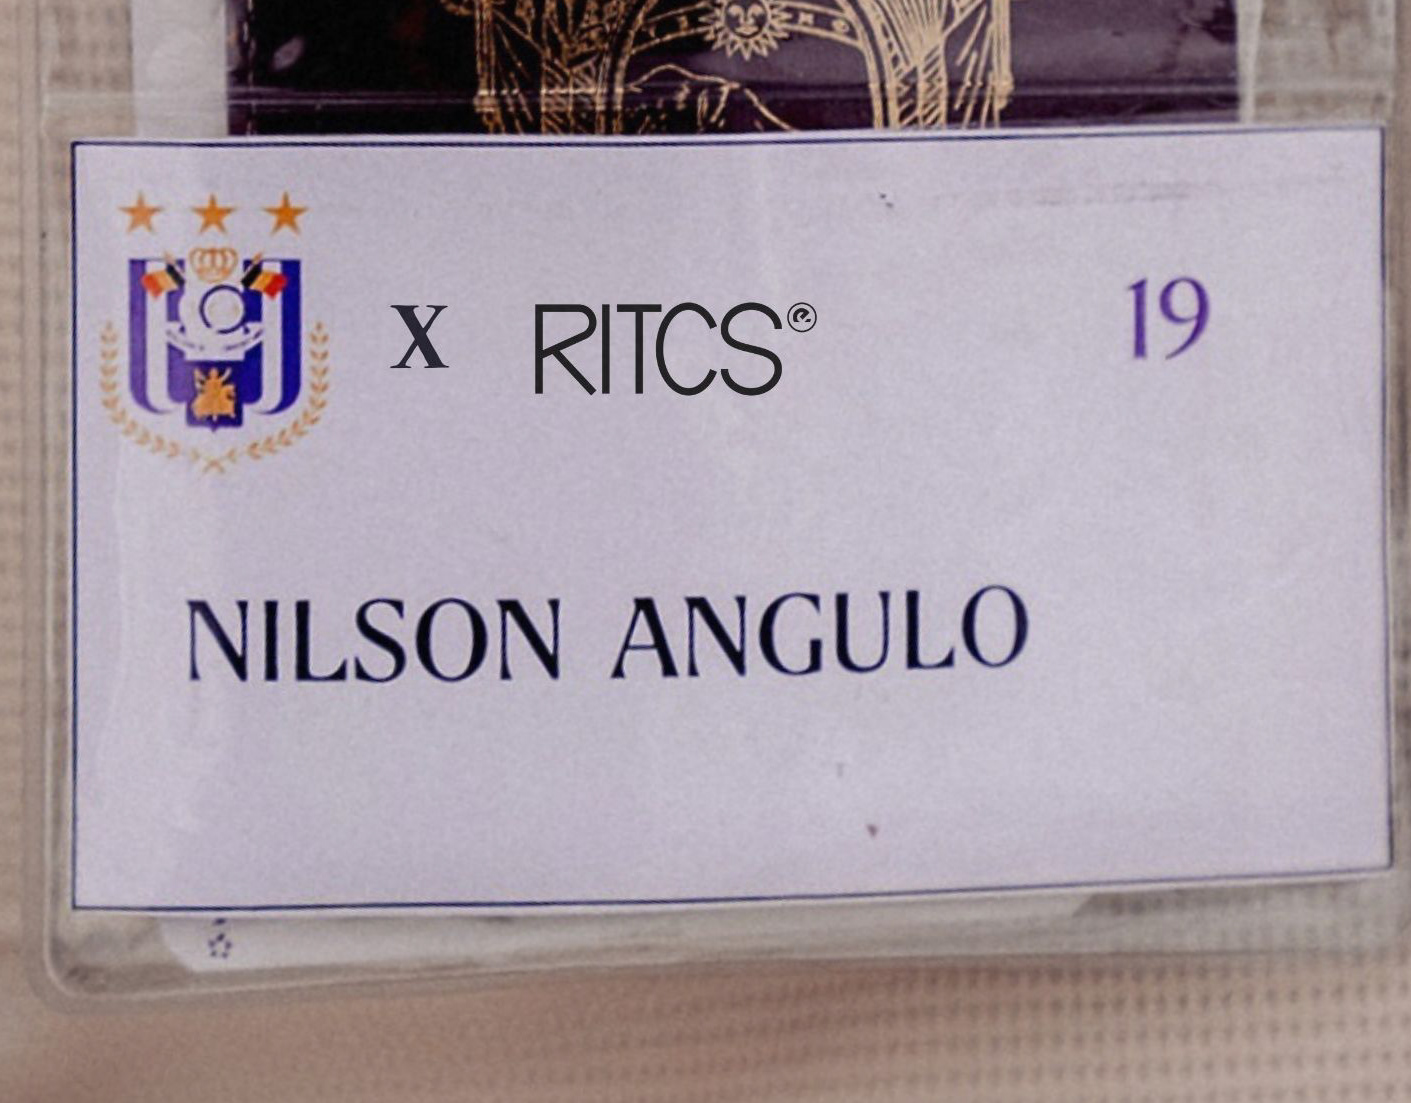 X RITCS 19
NILSON ANGULO